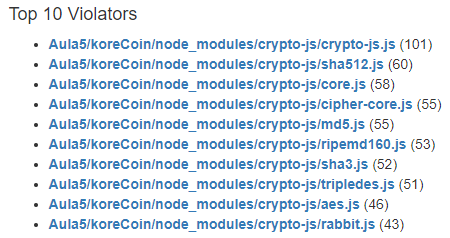 Top 10 Violators
Aula5/koreCoin/node_modules/crypto-js/crypto-js.js (101)
Aula5/koreCoin/node_modules/crypto-js/sha512.js (60)
Aula5/koreCoin/node_modules/crypto-js/core.js (58)
Aula5/koreCoin/node_modules/crypto-js/cipher-core.js (55)
Aula5/koreCoin/node_modules/crypto-js/md5.js (55)
Aula5/koreCoin/node_modules/crypto-js/ripemd160.js (53)
Aula5/koreCoin/node_modules/crypto-js/sha3.js (52)
Aula5/koreCoin/node_modules/crypto-js/tripledes.js (51)
Aula5/koreCoin/node_modules/crypto-js/aes.js (46)
Aula5/koreCoin/node_modules/crypto-js/rabbit.js (43)